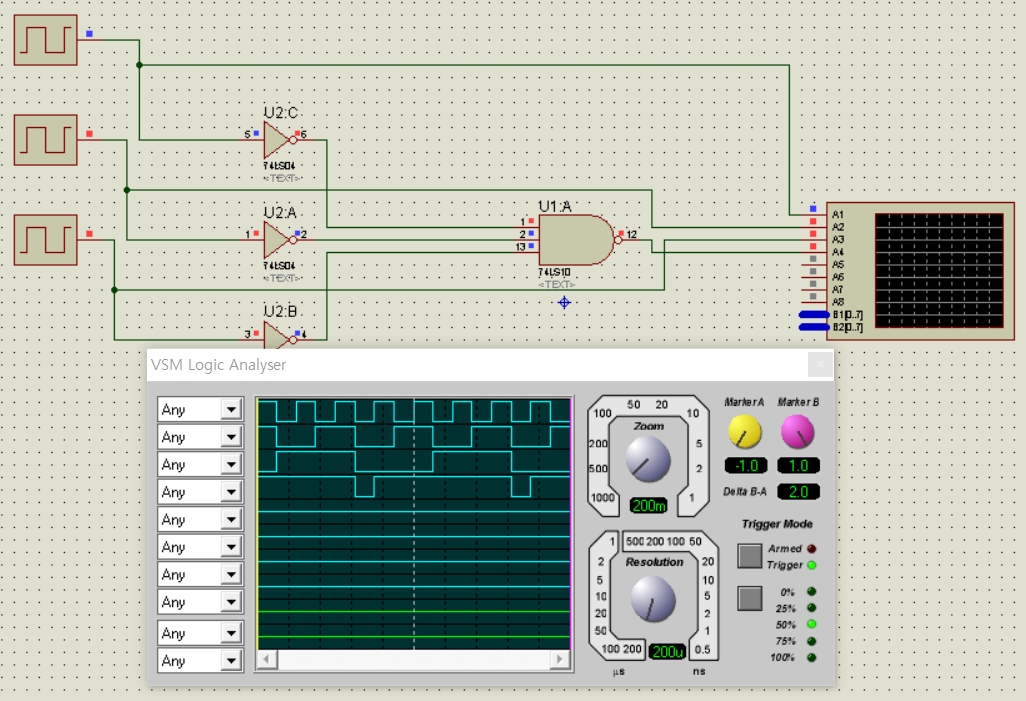 U2:C
5
6
74LS04
<TEXT>
U2:A
1
2
74LS04
<TEXT>
U2:B
3
4
U1:A
1
2
13
12
74LS10
<TEXT>
A1
A2
A3
A4
A5
A6
A7
A8
B1[0..7]
B2[0..7]
VSM Logic Analyser
Any
Any
Any
Any
Any
Any
Any
Any
Any
Any
50 20
100 10
Zoom
200 5
500 2
1000 1
200m
Marker A Marker B
-1.0 1.0
Delta B-A 2.0
Trigger Mode
Armed
Trigger
0%
25%
50%
75%
100%
1 500 200 100 50
2 Resolution 20
5 10
10 5
20 2
50 1
100 200 200u 0.5
µs ns